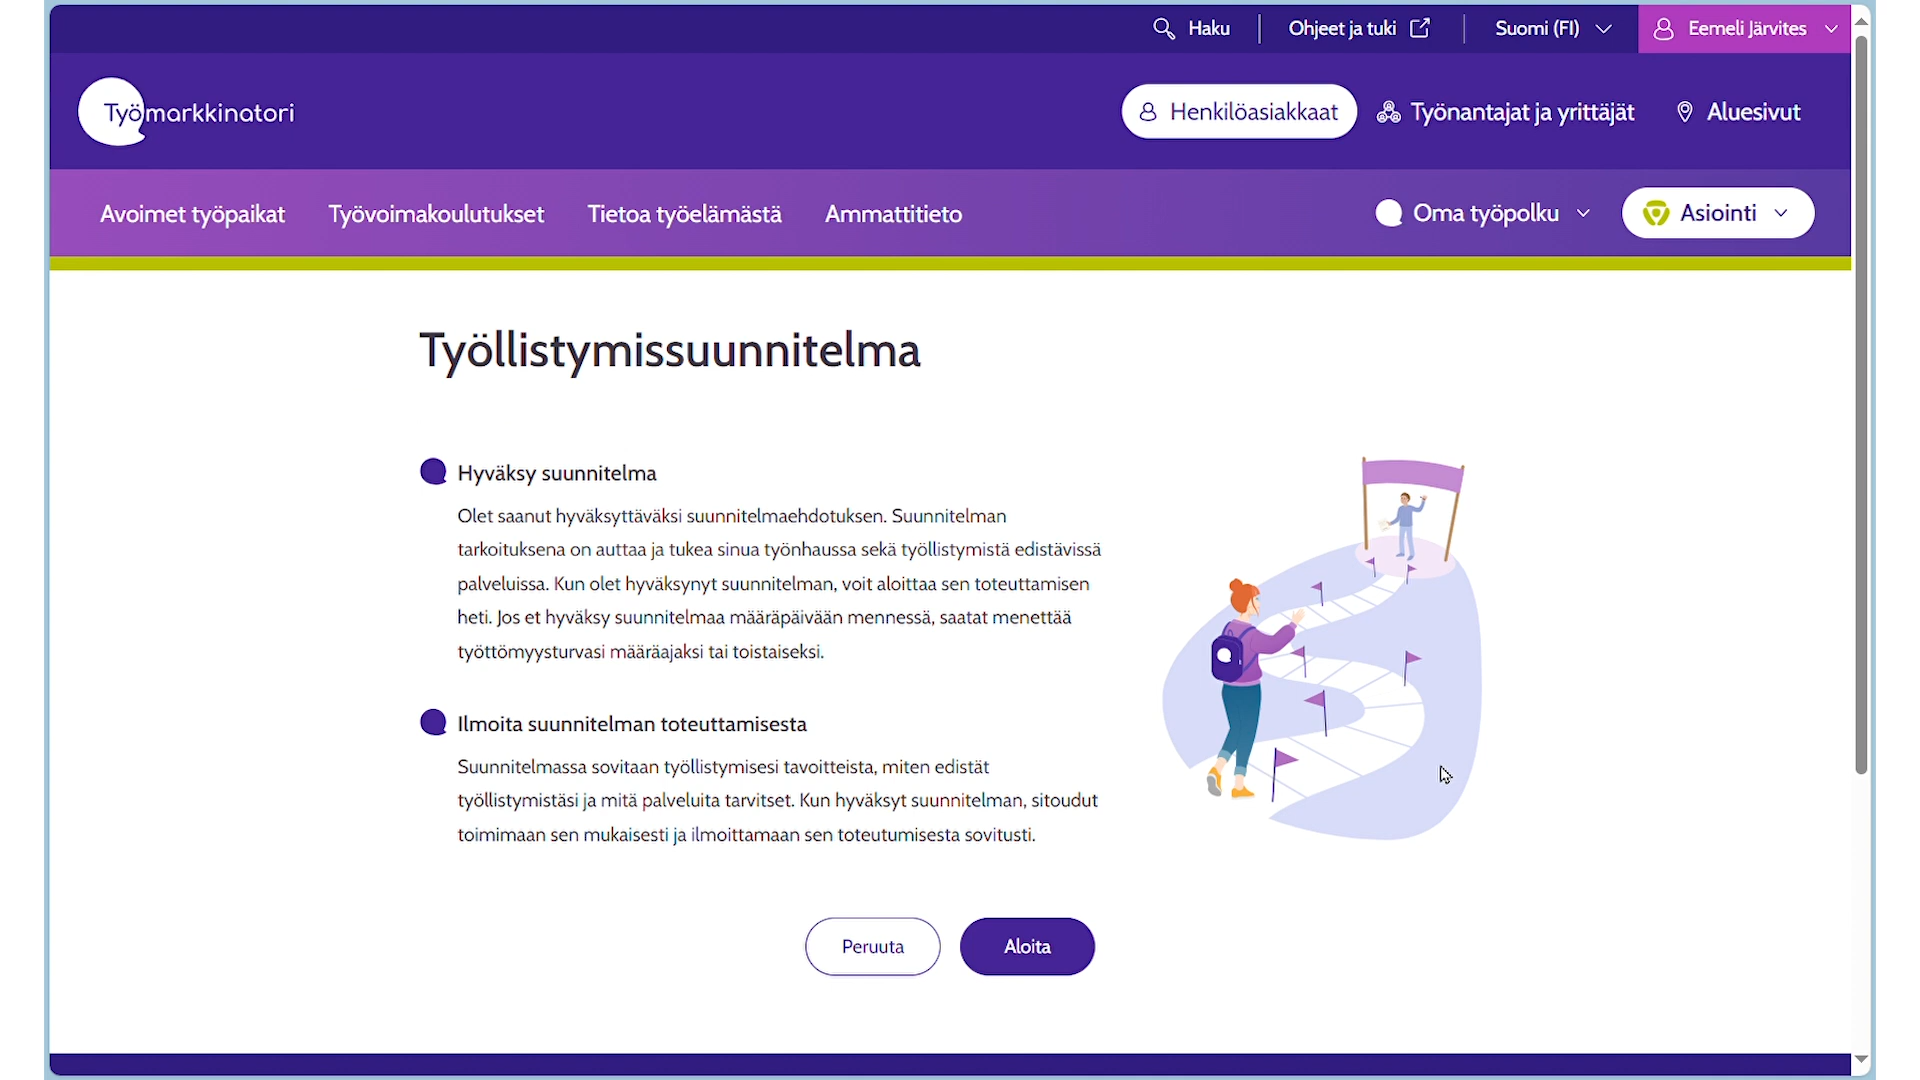 Haku
Ohjeet ja tuki
Suomi (FI)
Eemeli Järvites
Työmarkkinatori
Henkilöasiakkaat
Työnantajat ja yrittäjät
Aluesivut
Avoimet työpaikat
Työvoimakoulutukset
Tietoa työelämästä
Ammattitieto
Oma työpolku
Asiointi
Työllistymissuunnitelma
Hyväksy suunnitelma
Olet saanut hyväksyttäväksi suunnitelmaehdotuksen. Suunnitelman
tarkoituksena on auttaa ja tukea sinua työnhaussa sekä työllistymistä edistävissä
palveluissa. Kun olet hyväksynyt suunnitelman, voit aloittaa sen toteuttamisen
heti. Jos et hyväksy suunnitelmaa määräpäivään mennessä, saatat menettää
työttömyysturvasi määräajaksi tai toistaiseksi.
Ilmoita suunnitelman toteuttamisesta
Suunnitelmassa sovitaan työllistymisesi tavoitteista, miten edistät
työllistymistäsi ja mitä palveluita tarvitset. Kun hyväksyt suunnitelman, sitoudut
toimimaan sen mukaisesti ja ilmoittamaan sen toteutumisesta sovitusti.
Peruuta
Aloita